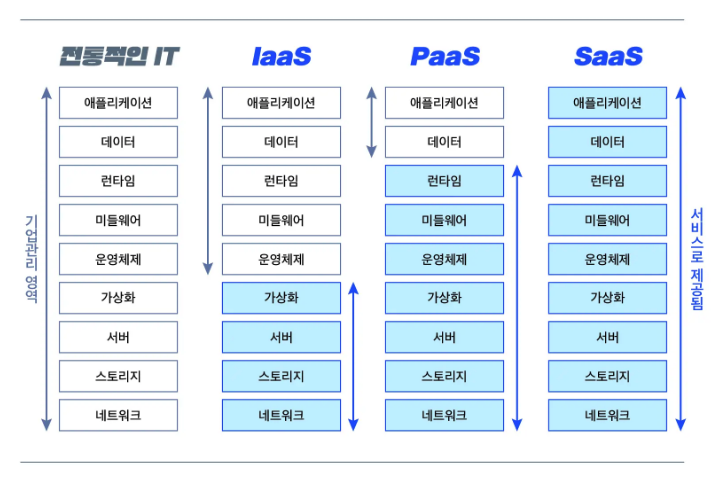 전통적인 IT
IaaS
PaaS
SaaS
애플리케이션
데이터
런타임
미들웨어
운영체제
가상화
서버
스토리지
네트워크
애플리케이션
데이터
런타임
미들웨어
운영체제
가상화
서버
스토리지
네트워크
애플리케이션
데이터
런타임
미들웨어
운영체제
가상화
서버
스토리지
네트워크
애플리케이션
데이터
런타임
미들웨어
운영체제
가상화
서버
스토리지
네트워크
기업관리 영역
서비스로 제공됨